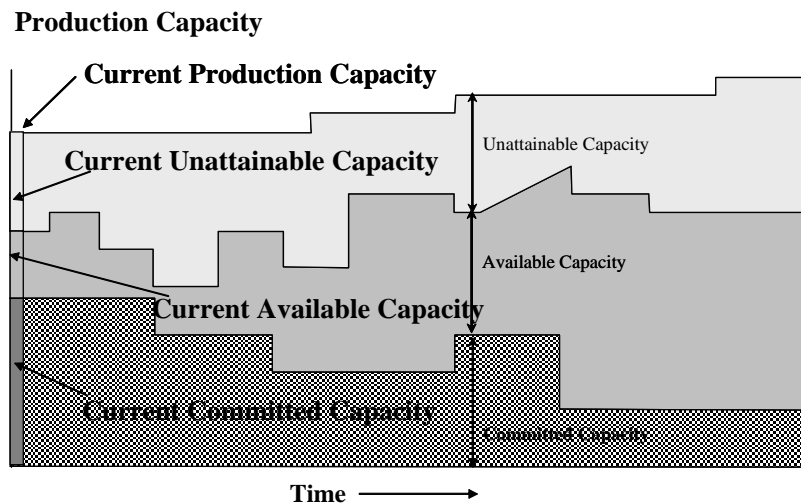 Production Capacity
Current Production Capacity
Unattainable Capacity
Current Unattainable Capacity
Available Capacity
Current Available Capacity
Current Committed Capacity
Committed Capacity
Time